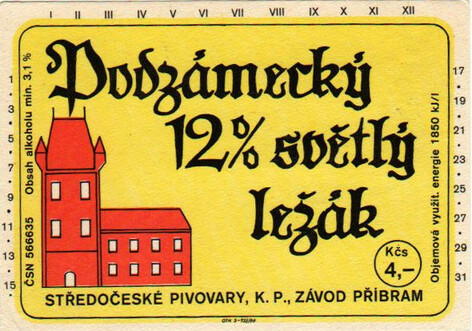 I II III IV V VI VII VIII IX X XI XII
Podzámecký
12% světlý
ležák
Kčs
4,-
STŘEDOČESKÉ PIVOVARY, K. P., ZÁVOD PŘÍBRAM
ČSN 566635 Obsah alkoholu min. 3,1 %
Objemová využit. energie 1850 kJ/l
1
3
5
7
9
11
13
15
17
19
21
23
25
27
29
31